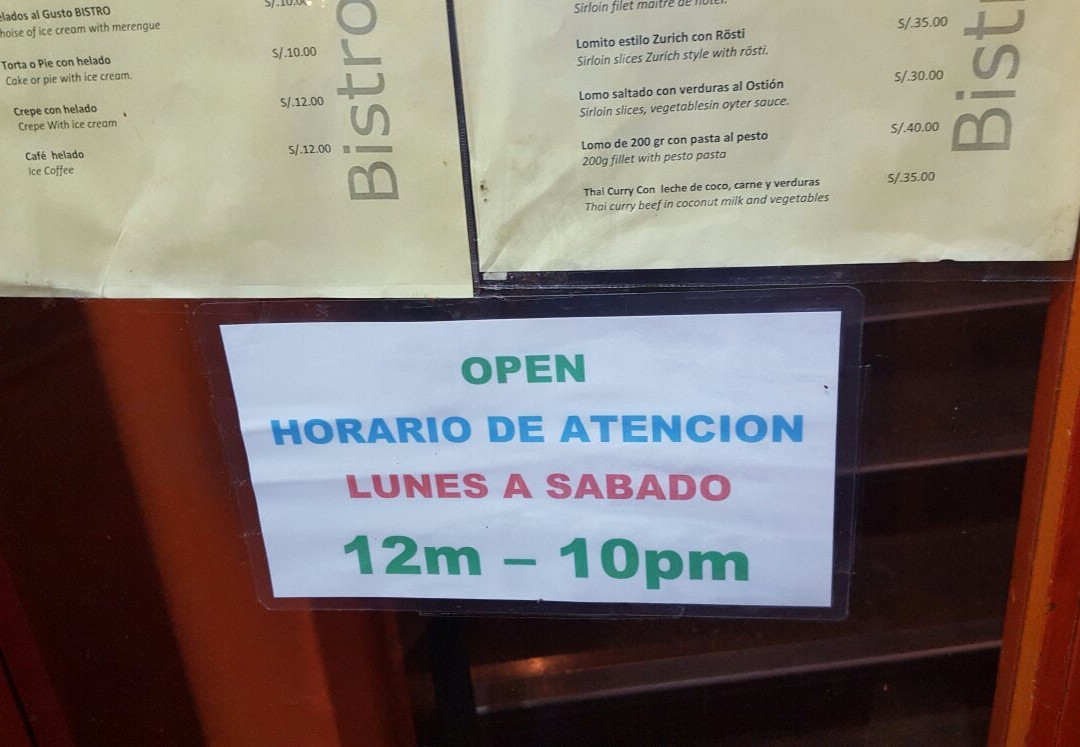 elados al Gusto BISTRO
S/.10.00
hoise of ice cream with merengue
Torta o Pie con helado
S/.10.00
Cake or pie with ice cream.
Crepe con helado
S/.12.00
Crepe With ice cream
Café helado
S/.12.00
Ice Coffee
Bistro
Sirloin filet maitre de hotel.
S/.35.00
Lomito estilo Zurich con Rösti
Sirloin slices Zurich style with rösti.
S/.30.00
Lomo saltado con verduras al Ostión
Sirloin slices, vegetablesin oyter sauce.
S/.40.00
Lomo de 200 gr con pasta al pesto
200g fillet with pesto pasta
S/.35.00
Thai Curry Con leche de coco, carne y verduras
Thai curry beef in coconut milk and vegetables
Bistr
OPEN
HORARIO DE ATENCION
LUNES A SABADO
12m – 10pm